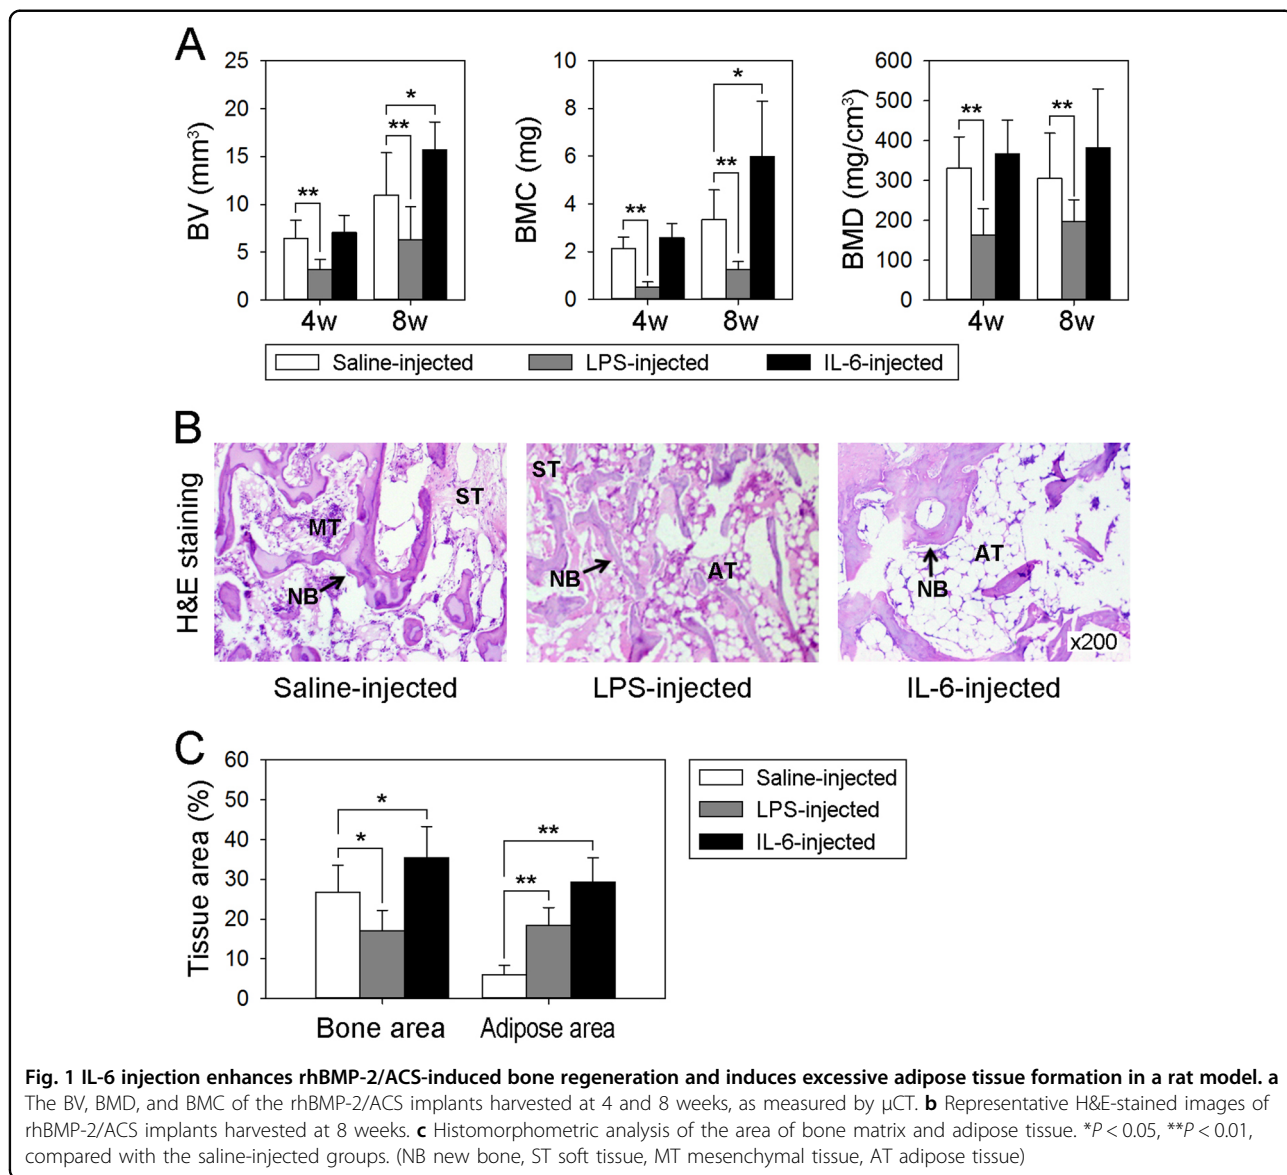 A
25
20
15
10
5
0
BV (mm³)
**
**
*
4w
8w
10
8
6
4
2
0
BMC (mg)
**
**
*
4w
8w
600
500
400
300
200
100
0
BMD (mg/cm³)
**
**
4w
8w
Saline-injected LPS-injected IL-6-injected
B
H&E staining
MT
ST
NB
ST
NB
AT
AT
NB
x200
Saline-injected LPS-injected IL-6-injected
C
60
50
40
30
20
10
0
Tissue area (%)
*
*
**
**
Bone area Adipose area
Saline-injected
LPS-injected
IL-6-injected
Fig. 1 IL-6 injection enhances rhBMP-2/ACS-induced bone regeneration and induces excessive adipose tissue formation in a rat model. a
The BV, BMD, and BMC of the rhBMP-2/ACS implants harvested at 4 and 8 weeks, as measured by μCT. b Representative H&E-stained images of
rhBMP-2/ACS implants harvested at 8 weeks. c Histomorphometric analysis of the area of bone matrix and adipose tissue. *P < 0.05, **P < 0.01,
compared with the saline-injected groups. (NB new bone, ST soft tissue, MT mesenchymal tissue, AT adipose tissue)